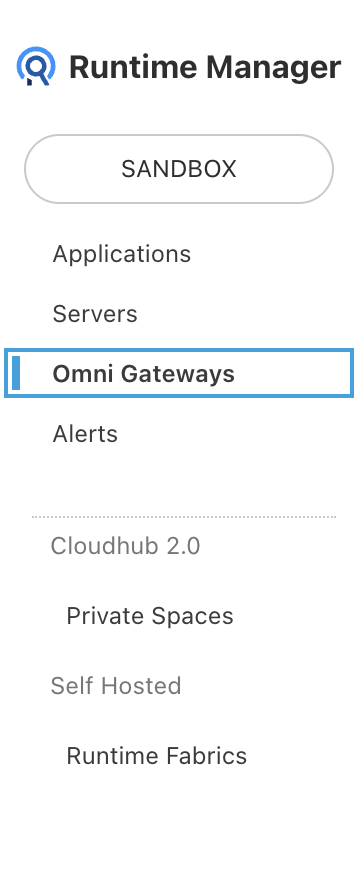 Runtime Manager
SANDBOX
Applications
Servers
Omni Gateways
Alerts
Cloudhub 2.0
Private Spaces
Self Hosted
Runtime Fabrics